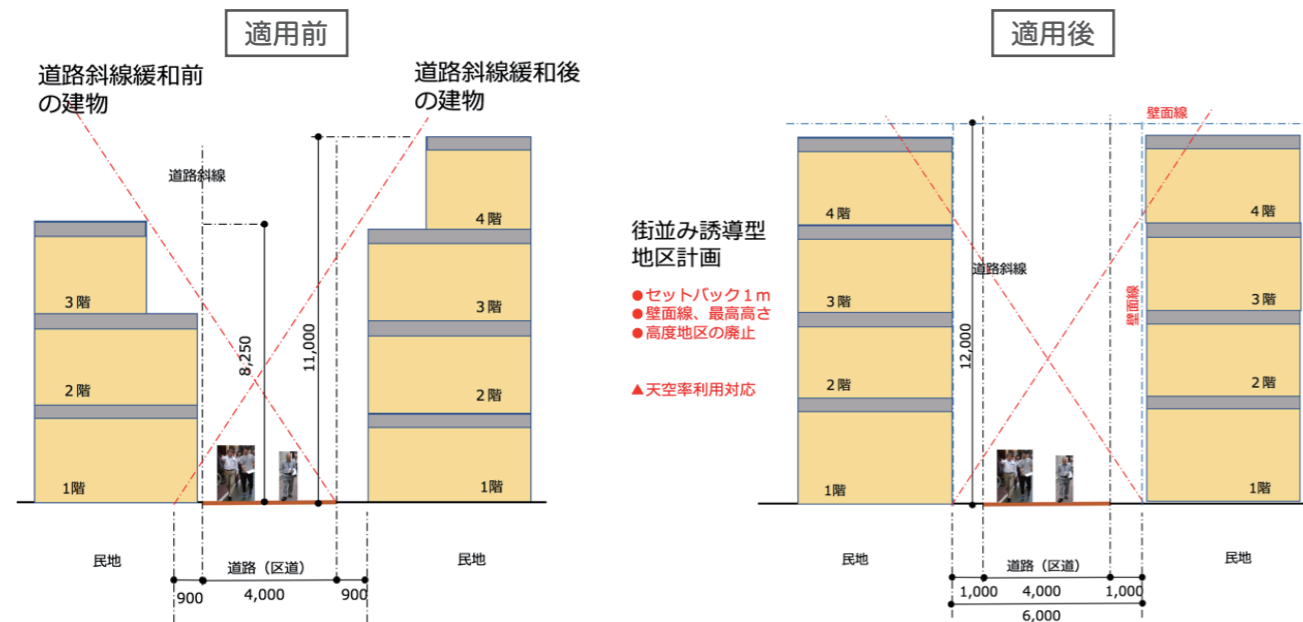 適用前
道路斜線緩和前
の建物
道路斜線緩和後
の建物
道路斜線
8,250
11,000
3階
2階
1階
4階
3階
2階
1階
民地
道路(区道)
民地
900
4,000
900
適用後
壁面線
街並み誘導型
地区計画
●セットバック1m
●壁面線、最高高さ
●高度地区の廃止
▲天空率利用対応
道路斜線
壁面線
12,000
4階
3階
2階
1階
4階
3階
2階
1階
民地
道路(区道)
民地
1,000
4,000
1,000
6,000